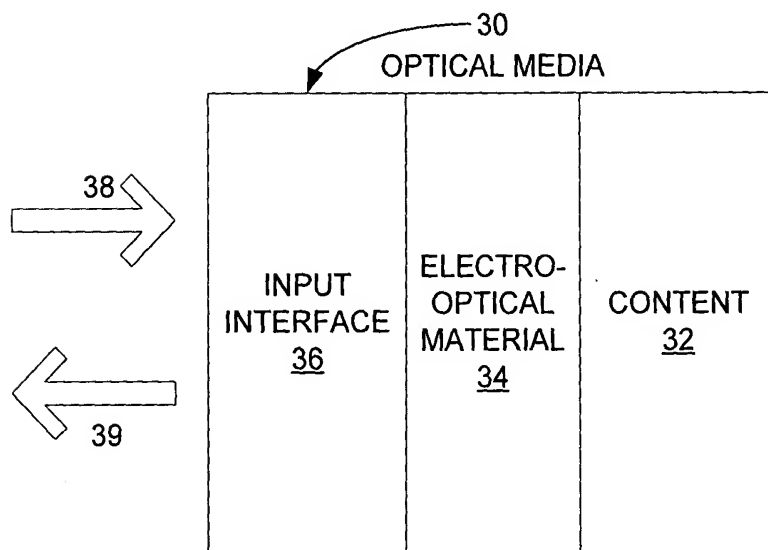 30
OPTICAL MEDIA
38
39
INPUT
INTERFACE
36
ELECTRO-
OPTICAL
MATERIAL
34
CONTENT
32